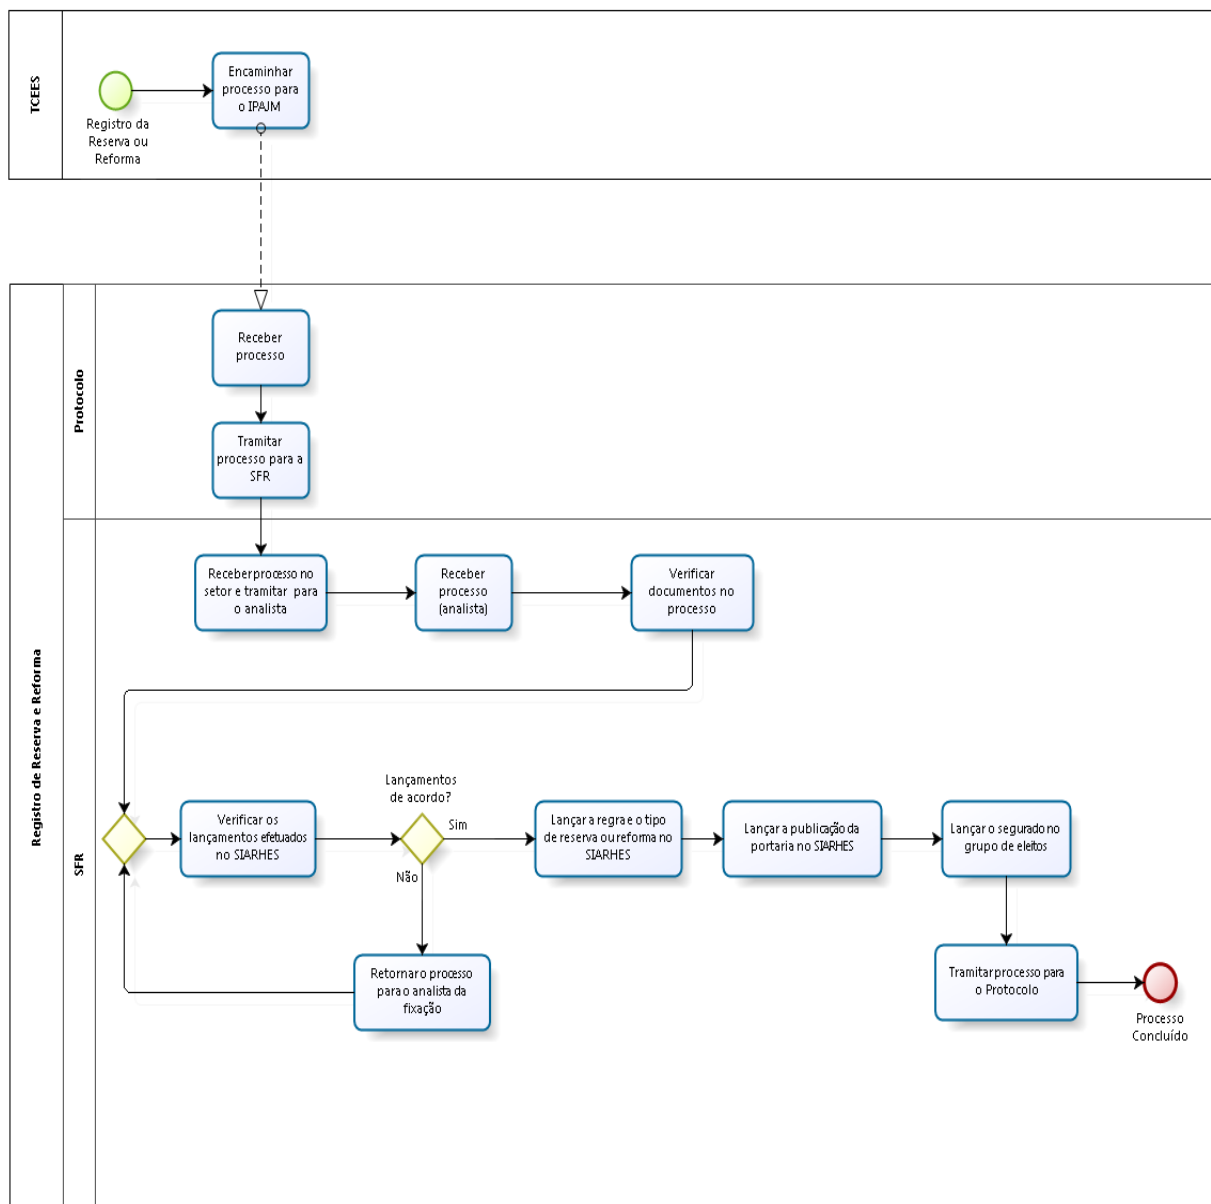 TCEES
Registro da
Reserva ou
Reforma
Encaminhar
processo para
o IPAJM
Registro de Reserva e Reforma
Protocolo
Receber
processo
Tramitar
processo para a
SFR
SFR
Receber processo no
setor e tramitar para
o analista
Receber
processo
(analista)
Verificar
documentos no
processo
Verificar os
lançamentos efetuados
no SIARHES
Lançamentos
de acordo?
Sim
Não
Retornar o processo
para o analista da
fixação
Lançar a regra e o tipo
de reserva ou reforma no
SIARHES
Lançar a publicação da
portaria no SIARHES
Lançar o segurado no
grupo de eleitos
Tramitar processo para
o Protocolo
Processo
Concluído